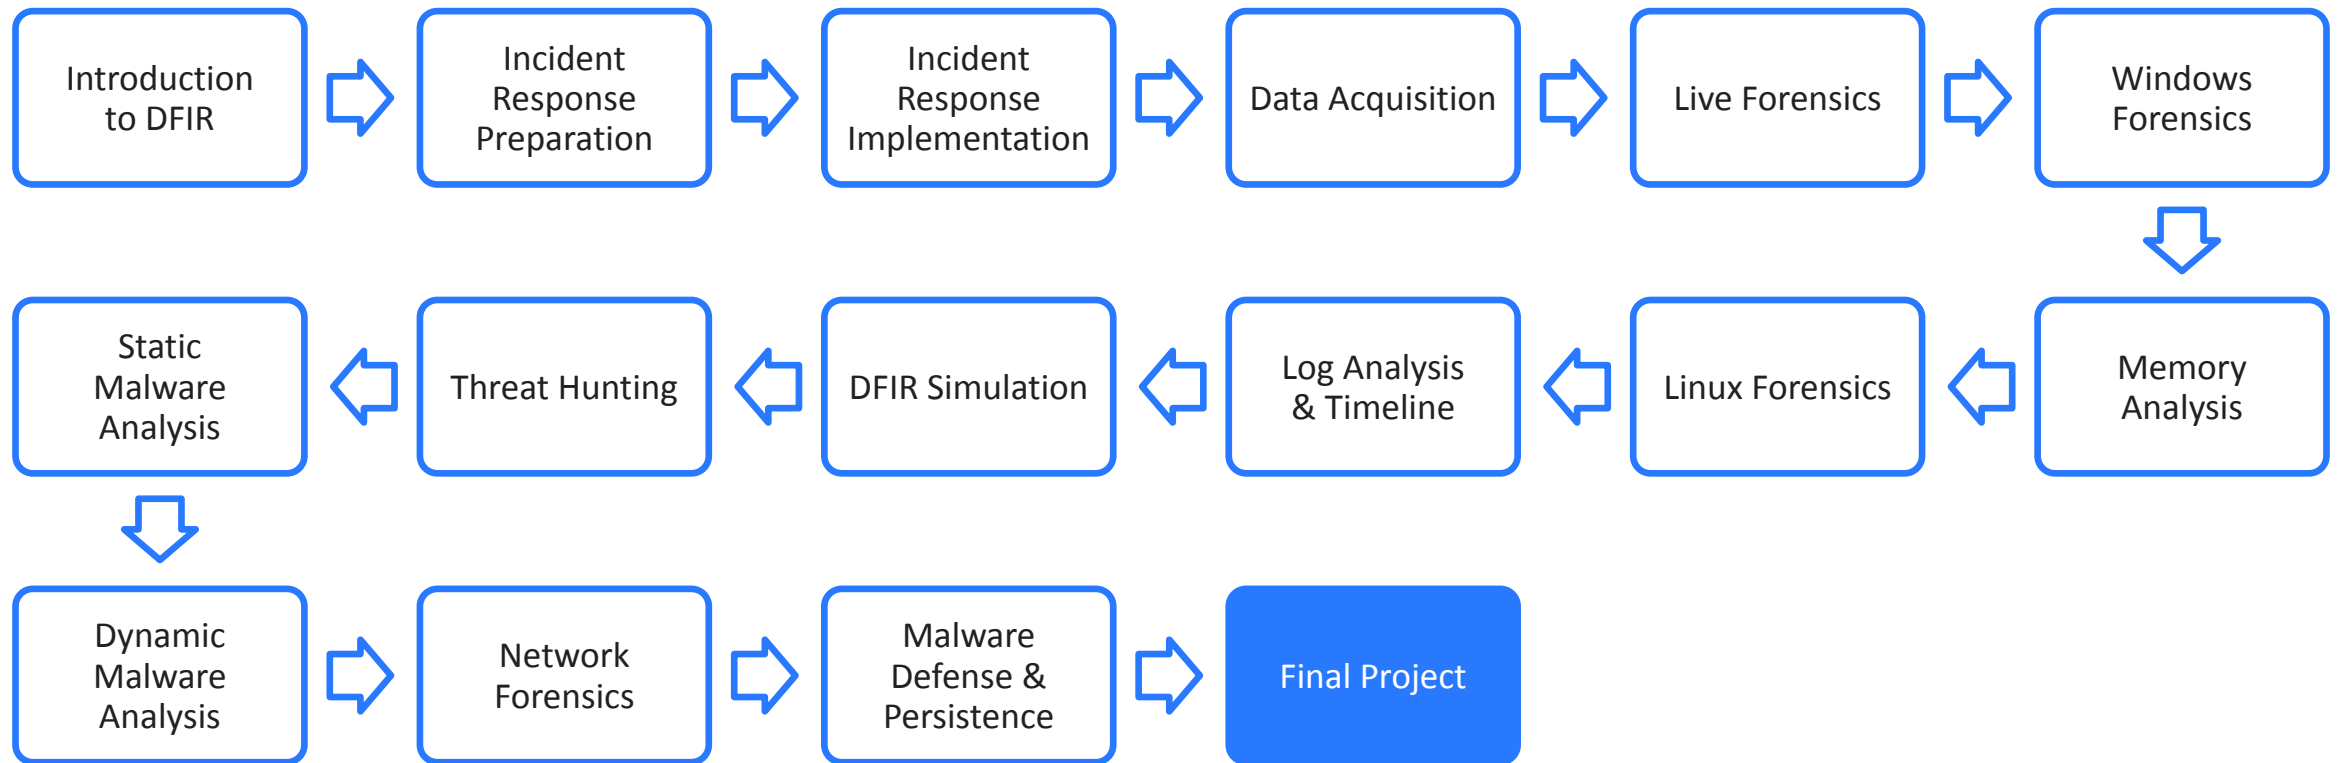 Introduction
to DFIR
Incident
Response
Preparation
Incident
Response
Implementation
Data Acquisition
Live Forensics
Windows
Forensics
Memory
Analysis
Linux Forensics
Log Analysis
& Timeline
DFIR Simulation
Threat Hunting
Static
Malware
Analysis
Dynamic
Malware
Analysis
Network
Forensics
Malware
Defense &
Persistence
Final Project